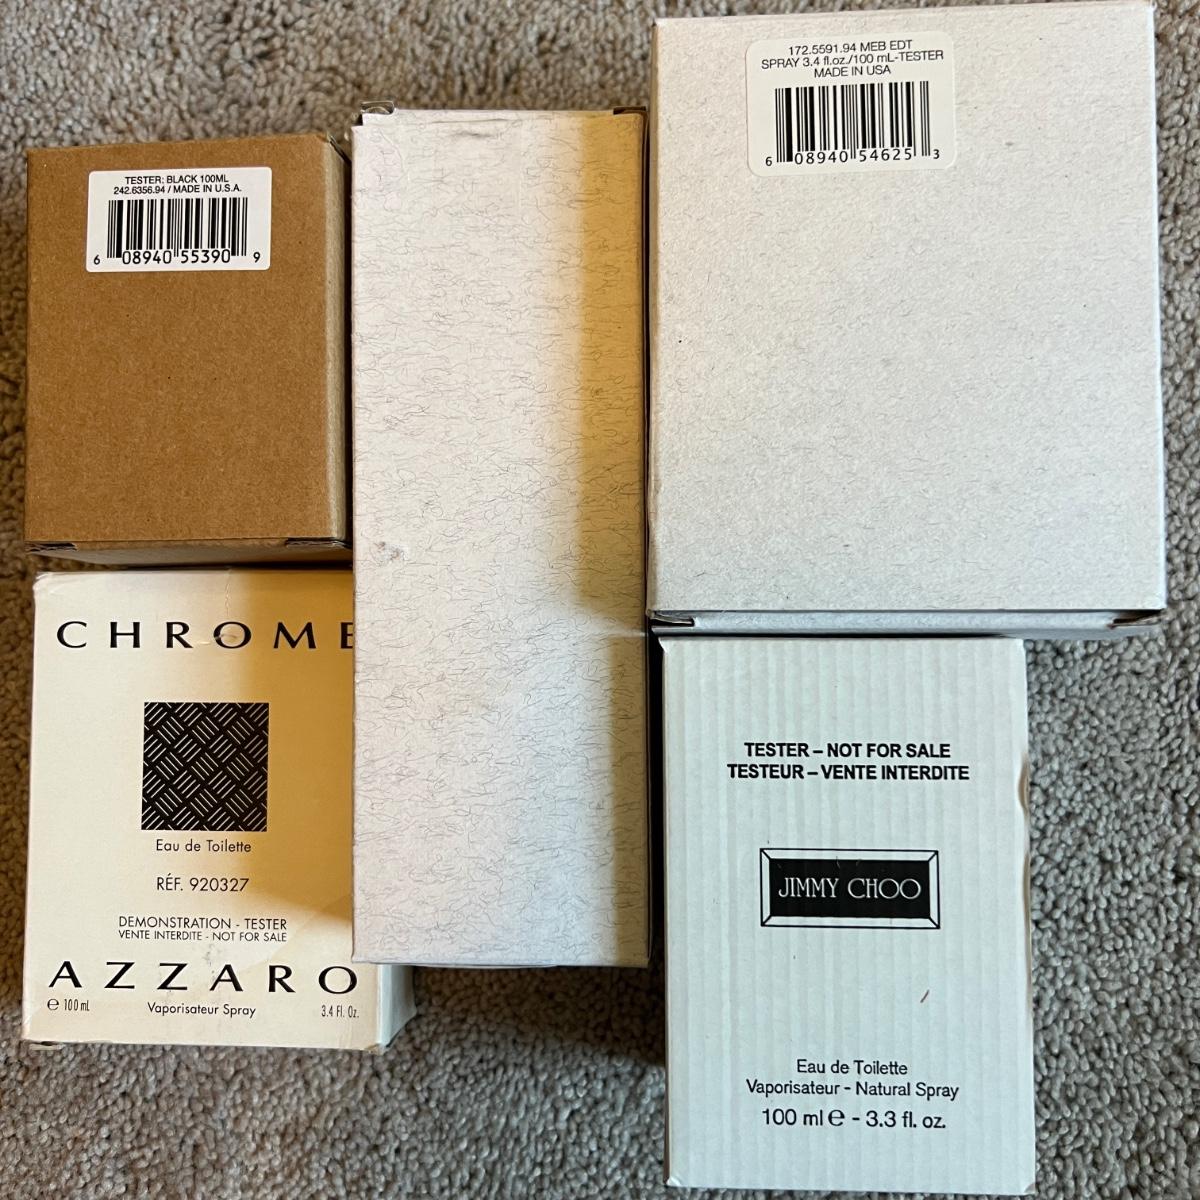 TESTER: BLACK 100ML
242.6356.94 / MADE IN U.S.A.
6 08940 55390 9
172.5591.94 MEB EDT
SPRAY 3.4 fl.oz./100 mL-TESTER
MADE IN USA
6 08940 54625 3
CHROME
Eau de Toilette
RÉF. 920327
DEMONSTRATION - TESTER
VENTE INTERDITE - NOT FOR SALE
AZZARO
e 100 mL Vaporisateur Spray 3.4 Fl. Oz.
TESTER – NOT FOR SALE
TESTEUR – VENTE INTERDITE
JIMMY CHOO
Eau de Toilette
Vaporisateur - Natural Spray
100 ml e - 3.3 fl. oz.